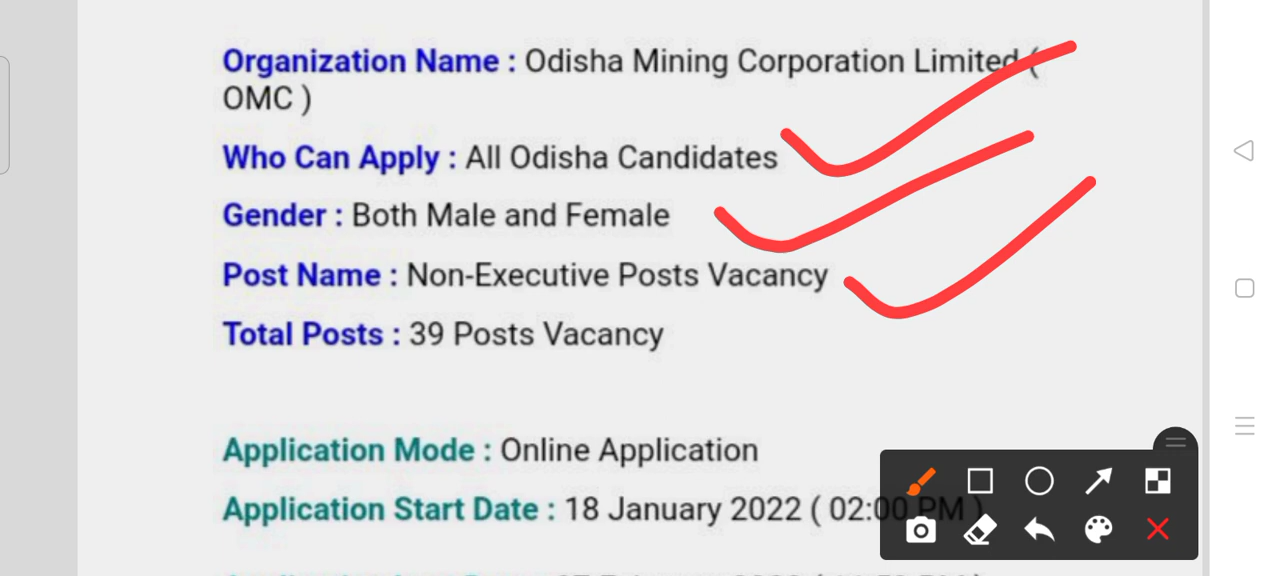 Organization Name : Odisha Mining Corporation Limited (
OMC )
Who Can Apply : All Odisha Candidates
Gender : Both Male and Female
Post Name : Non-Executive Posts Vacancy
Total Posts : 39 Posts Vacancy
Application Mode : Online Application
Application Start Date : 18 January 2022 ( 02:00 PM )